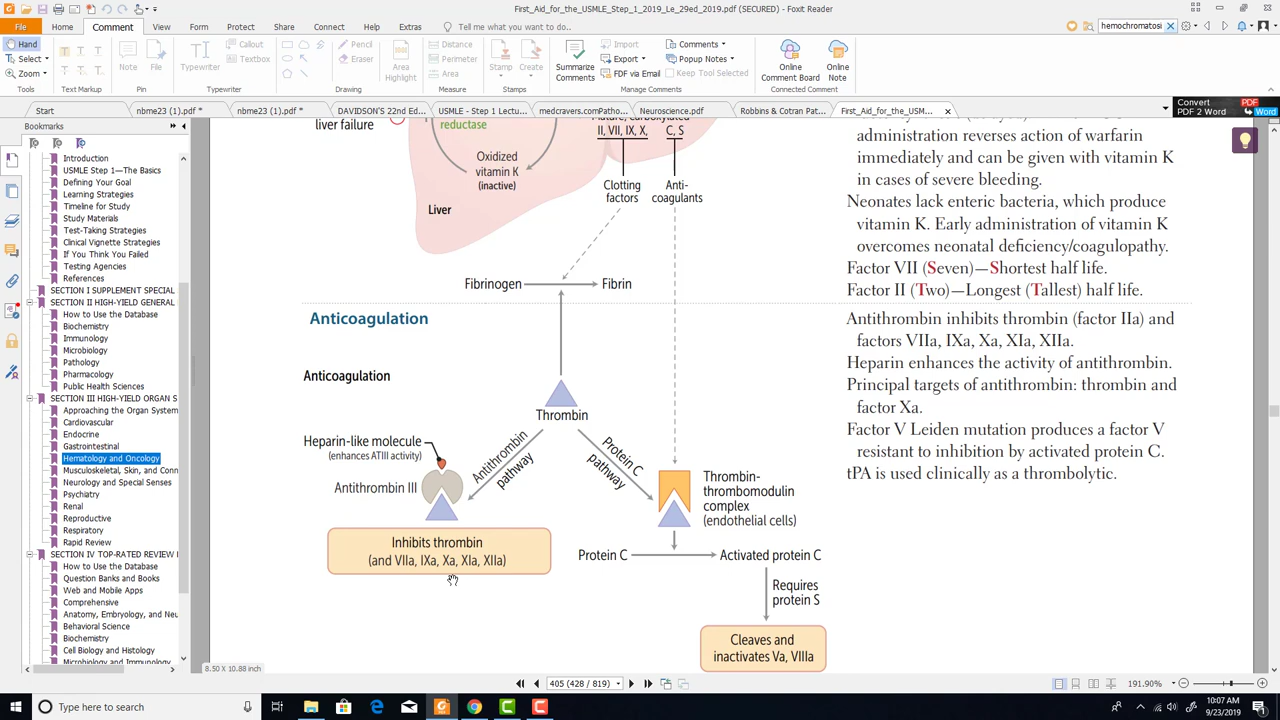 First_Aid_for_the_USMLE_Step_1_2019_Le_29ed_2019.pdf (SECURED) - Foxit Reader
File Home Comment View Form Protect Share Connect Help Extras Tell me what you want to do.. hemochromatosi
Hand
Select
Zoom
Text Markup
Note
File
Pin
Typewriter
Callout
Textbox
Typewriter
Pencil
Eraser
Drawing
Area
Highlight
Distance
Perimeter
Area
Measure
Stamps
Create
Stamps
Summarize
Comments
Import
Export
FDF via Email
Comments
Popup Notes
Keep Tool Selected
Manage Comments
Online
Comment Board
Online
Note
Connected Comment
Start nbme23 (1).pdf * nbme23 (1).pdf * DAVIDSON'S 22nd Ed... USMLE - Step 1 Lectu... medcravers.comPatho... Neuroscience.pdf Robbins & Cotran Pat... First_Aid_for_the_USM...
Convert PDF
PDF 2 Word Word
Bookmarks
Introduction
USMLE Step 1—The Basics
Defining Your Goal
Learning Strategies
Timeline for Study
Study Materials
Test-Taking Strategies
Clinical Vignette Strategies
If You Think You Failed
Testing Agencies
References
SECTION I SUPPLEMENT SPECIAL
SECTION II HIGH-YIELD GENERAL
How to Use the Database
Biochemistry
Immunology
Microbiology
Pathology
Pharmacology
Public Health Sciences
SECTION III HIGH-YIELD ORGAN S
Approaching the Organ System
Cardiovascular
Endocrine
Gastrointestinal
Hematology and Oncology
Musculoskeletal, Skin, and Conn
Neurology and Special Senses
Psychiatry
Renal
Reproductive
Respiratory
Rapid Review
SECTION IV TOP-RATED REVIEW
How to Use the Database
Question Banks and Books
Web and Mobile Apps
Comprehensive
Anatomy, Embryology, and Neu
Behavioral Science
Biochemistry
Cell Biology and Histology
Microbiology and Immunology
liver failure
reductase
Oxidized
vitamin K
(inactive)
Liver
II, VII, IX, X,
C, S
Clotting
factors
Anti-
coagulants
Fibrinogen
Fibrin
Anticoagulation
Anticoagulation
Thrombin
Heparin-like molecule
(enhances ATIII activity)
Antithrombin
pathway
Protein C
pathway
Antithrombin III
Inhibits thrombin
(and VIIa, IXa, Xa, XIa, XIIa)
Thrombin-
thrombomodulin
complex
(endothelial cells)
Protein C
Activated protein C
Requires
protein S
Cleaves and
inactivates Va, VIIIa
administration reverses action of warfarin
immediately and can be given with vitamin K
in cases of severe bleeding.
Neonates lack enteric bacteria, which produce
vitamin K. Early administration of vitamin K
overcomes neonatal deficiency/coagulopathy.
Factor VII (Seven)—Shortest half life.
Factor II (Two)—Longest (Tallest) half life.
Antithrombin inhibits thrombin (factor IIa) and
factors VIIa, IXa, Xa, XIa, XIIa.
Heparin enhances the activity of antithrombin.
Principal targets of antithrombin: thrombin and
factor Xa.
Factor V Leiden mutation produces a factor V
resistant to inhibition by activated protein C.
tPA is used clinically as a thrombolytic.
8.50 x 10.88 inch
405 (428 / 819)
191.90%
Type here to search
10:07 AM
9/23/2019